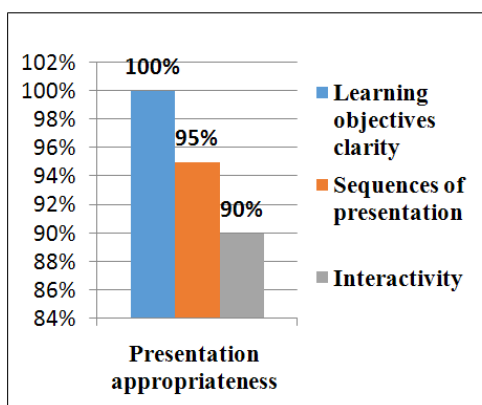 102%
100%
98%
96%
94%
92%
90%
88%
86%
84%
100%
95%
90%
Presentation
appropriateness
Learning
objectives
clarity
Sequences of
presentation
Interactivity